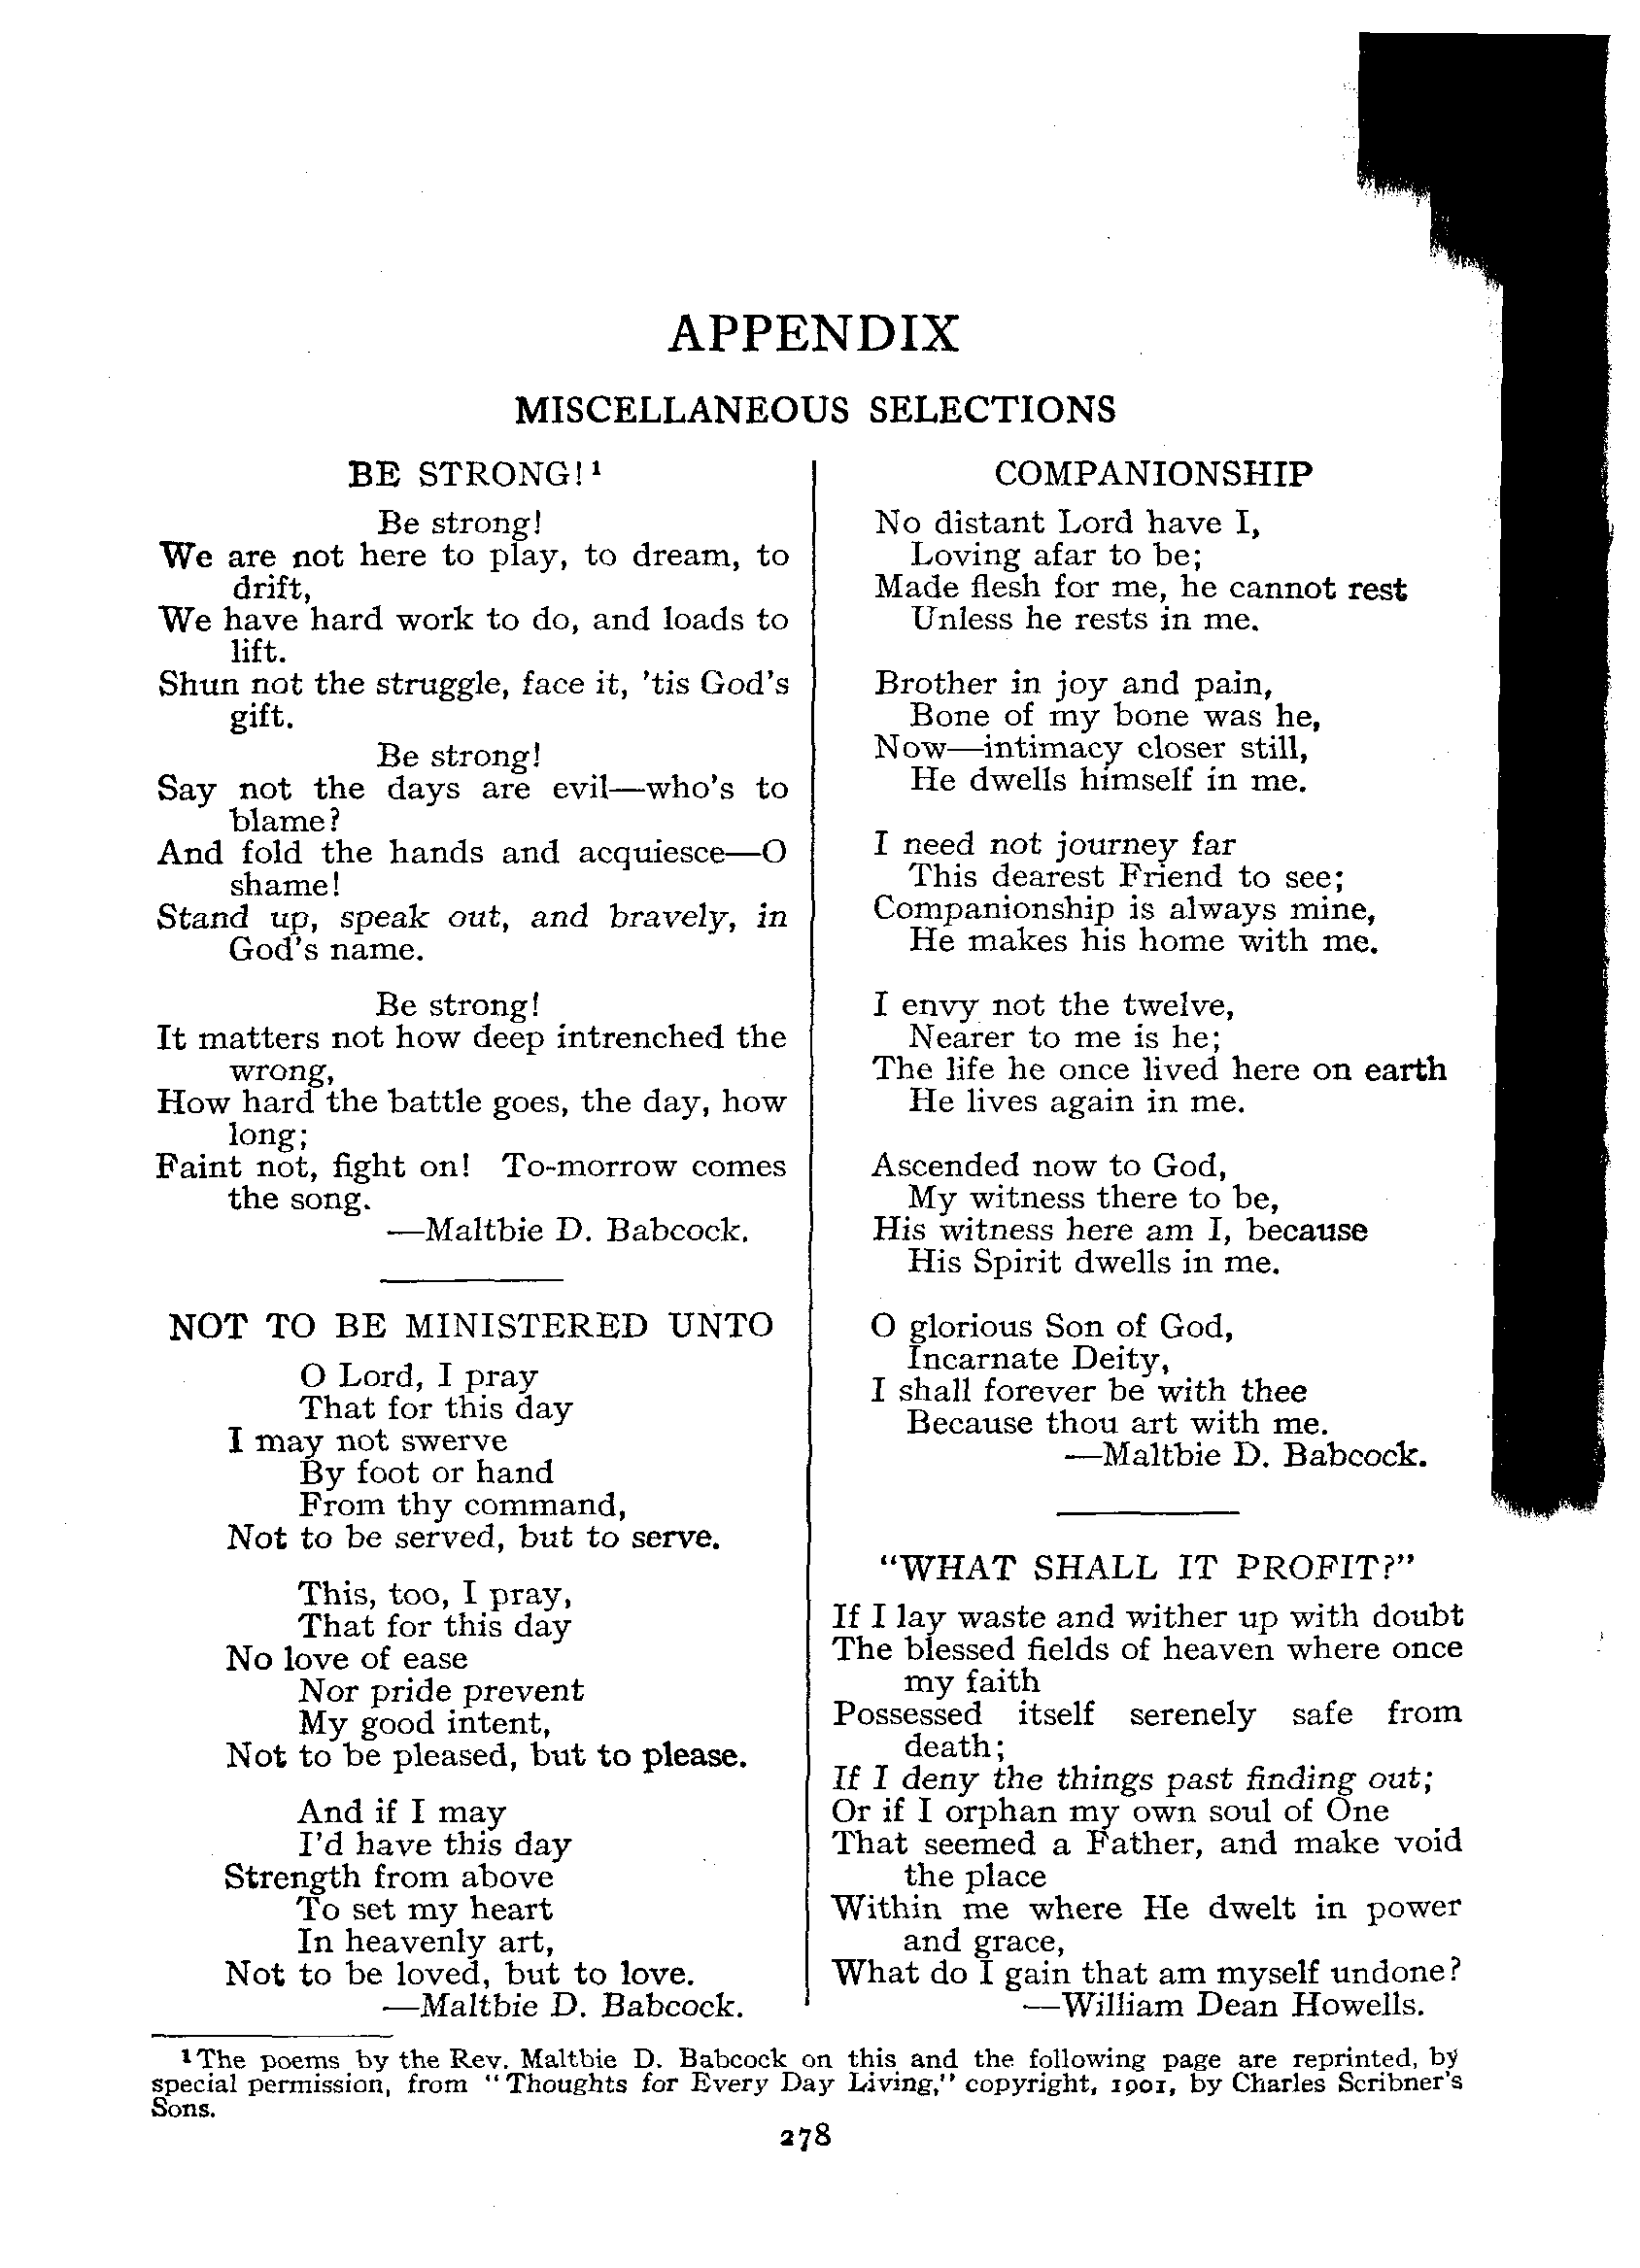 APPENDIX
MISCELLANEOUS SELECTIONS
BE STRONG!¹
Be strong!
We are not here to play, to dream, to
drift,
We have hard work to do, and loads to
lift.
Shun not the struggle, face it, 'tis God's
gift.
Be strong!
Say not the days are evil—who's to
blame?
And fold the hands and acquiesce—O
shame!
Stand up, speak out, and bravely, in
God's name.
Be strong!
It matters not how deep intrenched the
wrong,
How hard the battle goes, the day, how
long;
Faint not, fight on! To-morrow comes
the song.
—Maltbie D. Babcock.
NOT TO BE MINISTERED UNTO
O Lord, I pray
That for this day
I may not swerve
By foot or hand
From thy command,
Not to be served, but to serve.
This, too, I pray,
That for this day
No love of ease
Nor pride prevent
My good intent,
Not to be pleased, but to please.
And if I may
I'd have this day
Strength from above
To set my heart
In heavenly art,
Not to be loved, but to love.
—Maltbie D. Babcock.
COMPANIONSHIP
No distant Lord have I,
Loving afar to be;
Made flesh for me, he cannot rest
Unless he rests in me.
Brother in joy and pain,
Bone of my bone was he,
Now—intimacy closer still,
He dwells himself in me.
I need not journey far
This dearest Friend to see;
Companionship is always mine,
He makes his home with me.
I envy not the twelve,
Nearer to me is he;
The life he once lived here on earth
He lives again in me.
Ascended now to God,
My witness there to be,
His witness here am I, because
His Spirit dwells in me.
O glorious Son of God,
Incarnate Deity,
I shall forever be with thee
Because thou art with me.
—Maltbie D. Babcock.
"WHAT SHALL IT PROFIT?"
If I lay waste and wither up with doubt
The blessed fields of heaven where once
my faith
Possessed itself serenely safe from
death;
If I deny the things past finding out;
Or if I orphan my own soul of One
That seemed a Father, and make void
the place
Within me where He dwelt in power
and grace,
What do I gain that am myself undone?
—William Dean Howells.
¹The poems by the Rev. Maltbie D. Babcock on this and the following page are reprinted, by
special permission, from "Thoughts for Every Day Living," copyright, 1901, by Charles Scribner's
Sons.
278